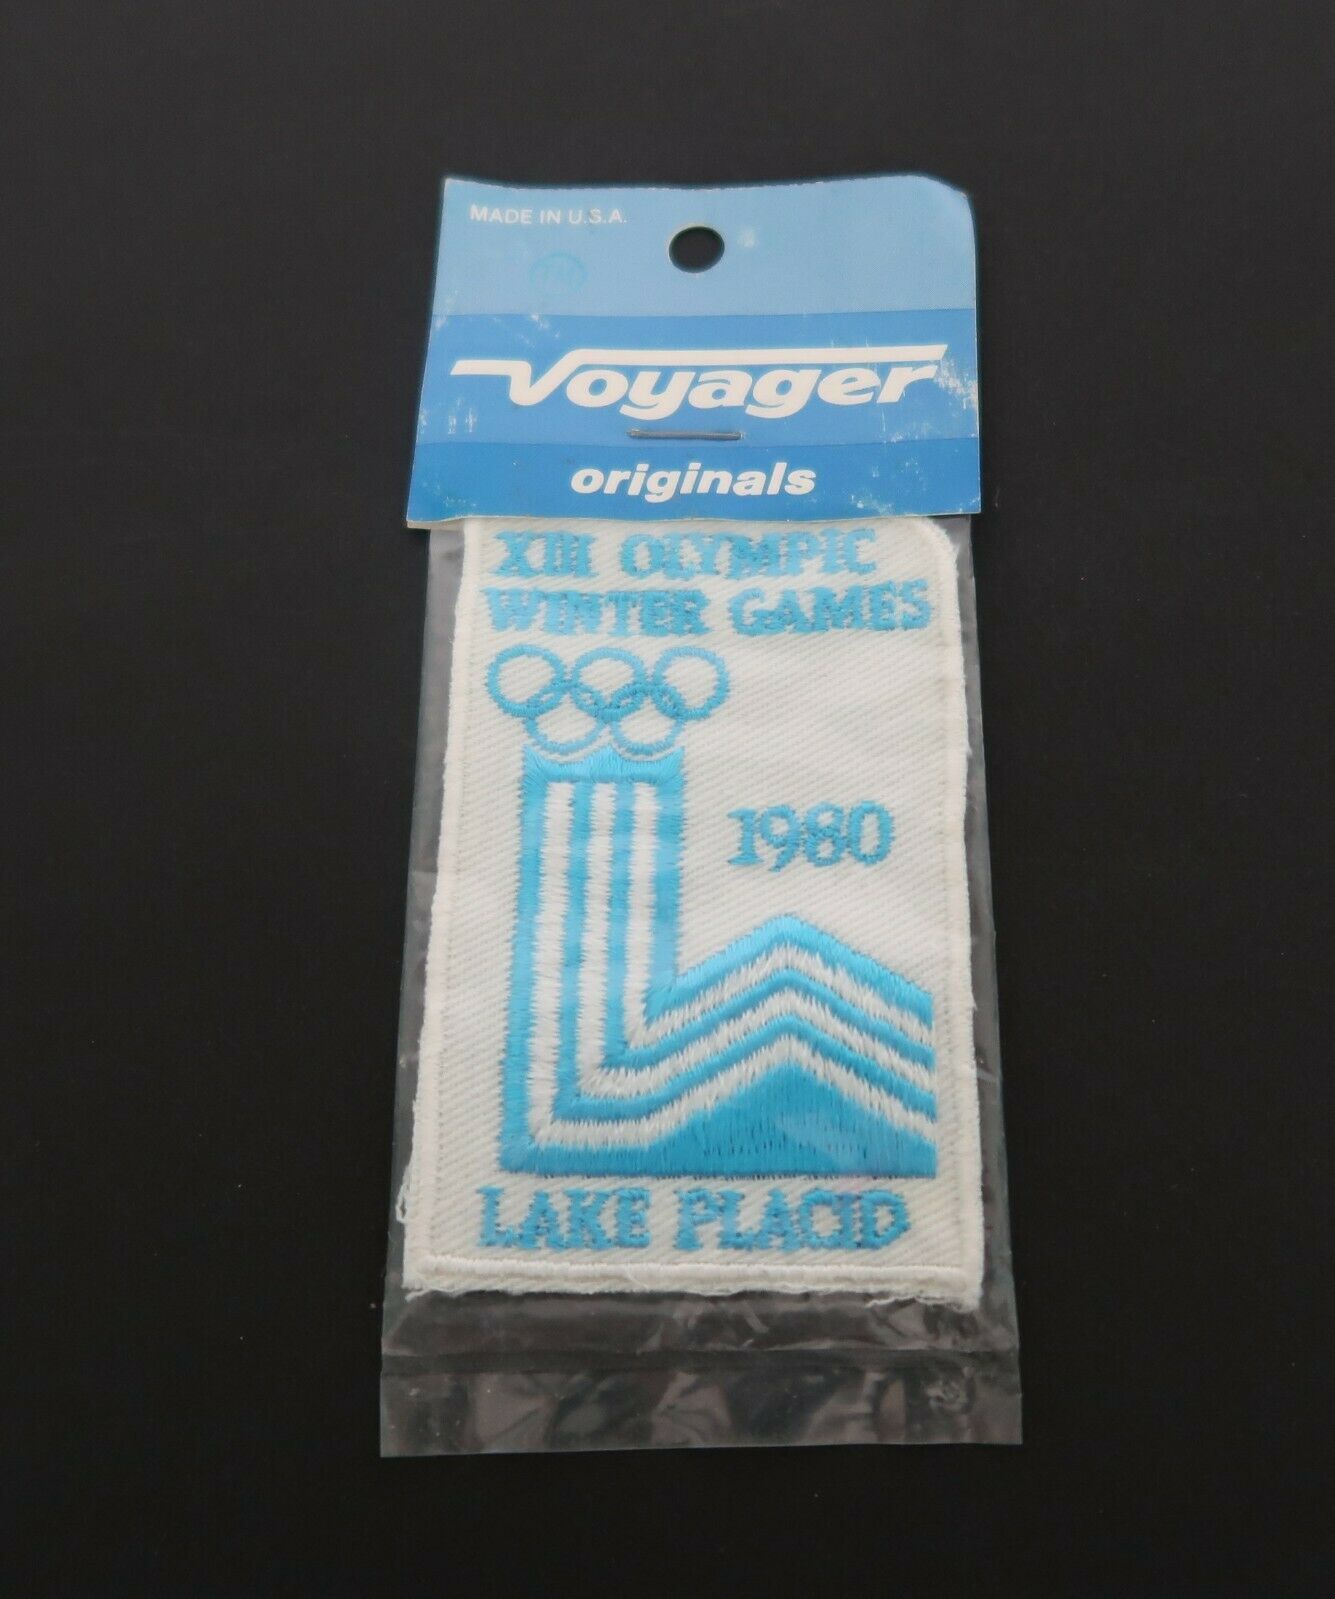 MADE IN U.S.A.
Voyager
originals
XIII OLYMPIC
WINTER GAMES
1980
LAKE PLACID